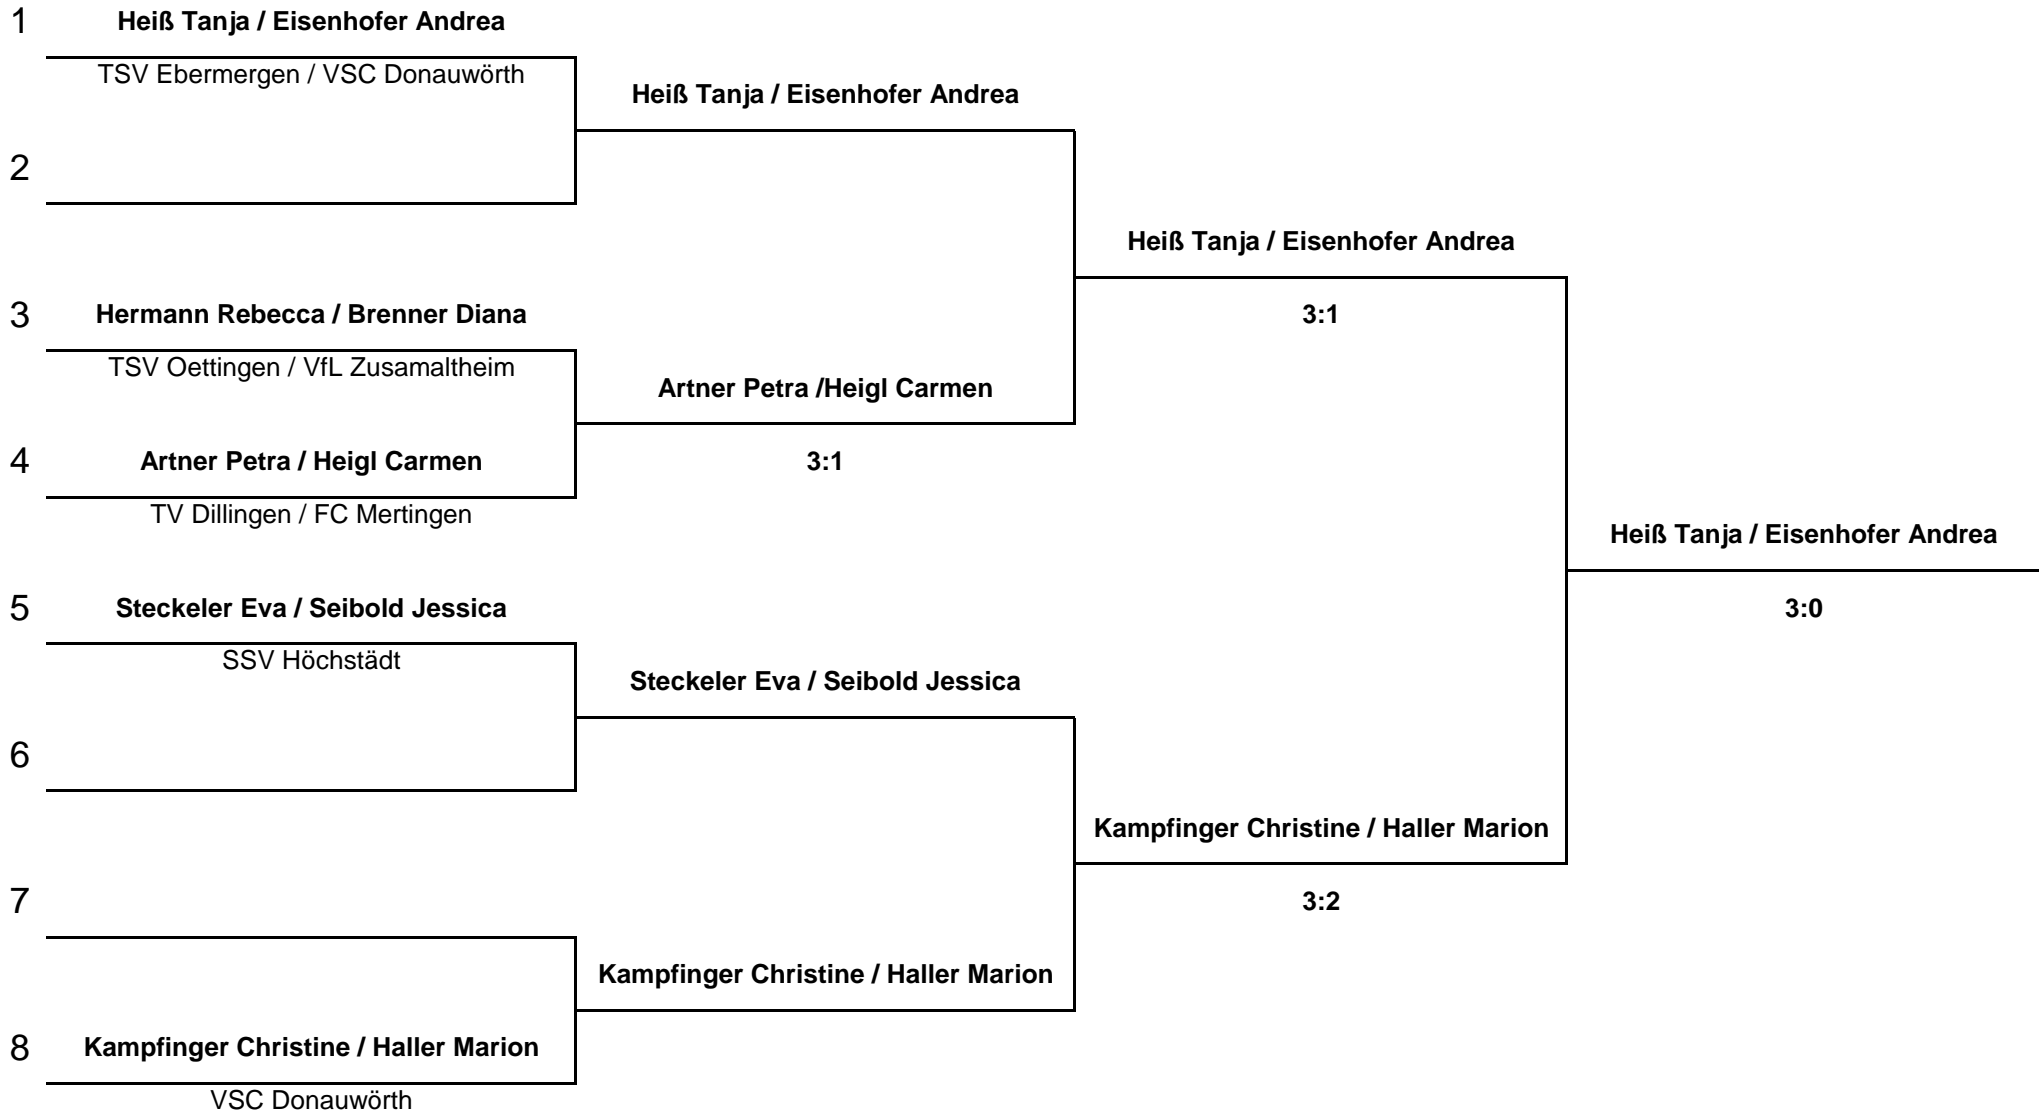 1 Heiß Tanja / Eisenhofer Andrea
TSV Ebermergen / VSC Donauwörth
Heiß Tanja / Eisenhofer Andrea
2
Heiß Tanja / Eisenhofer Andrea
3 Hermann Rebecca / Brenner Diana
3:1
TSV Oettingen / VfL Zusamaltheim
Artner Petra /Heigl Carmen
4 Artner Petra / Heigl Carmen
3:1
TV Dillingen / FC Mertingen
Heiß Tanja / Eisenhofer Andrea
5 Steckeler Eva / Seibold Jessica
3:0
SSV Höchstädt
Steckeler Eva / Seibold Jessica
6
Kampfinger Christine / Haller Marion
7
3:2
Kampfinger Christine / Haller Marion
8 Kampfinger Christine / Haller Marion
VSC Donauwörth